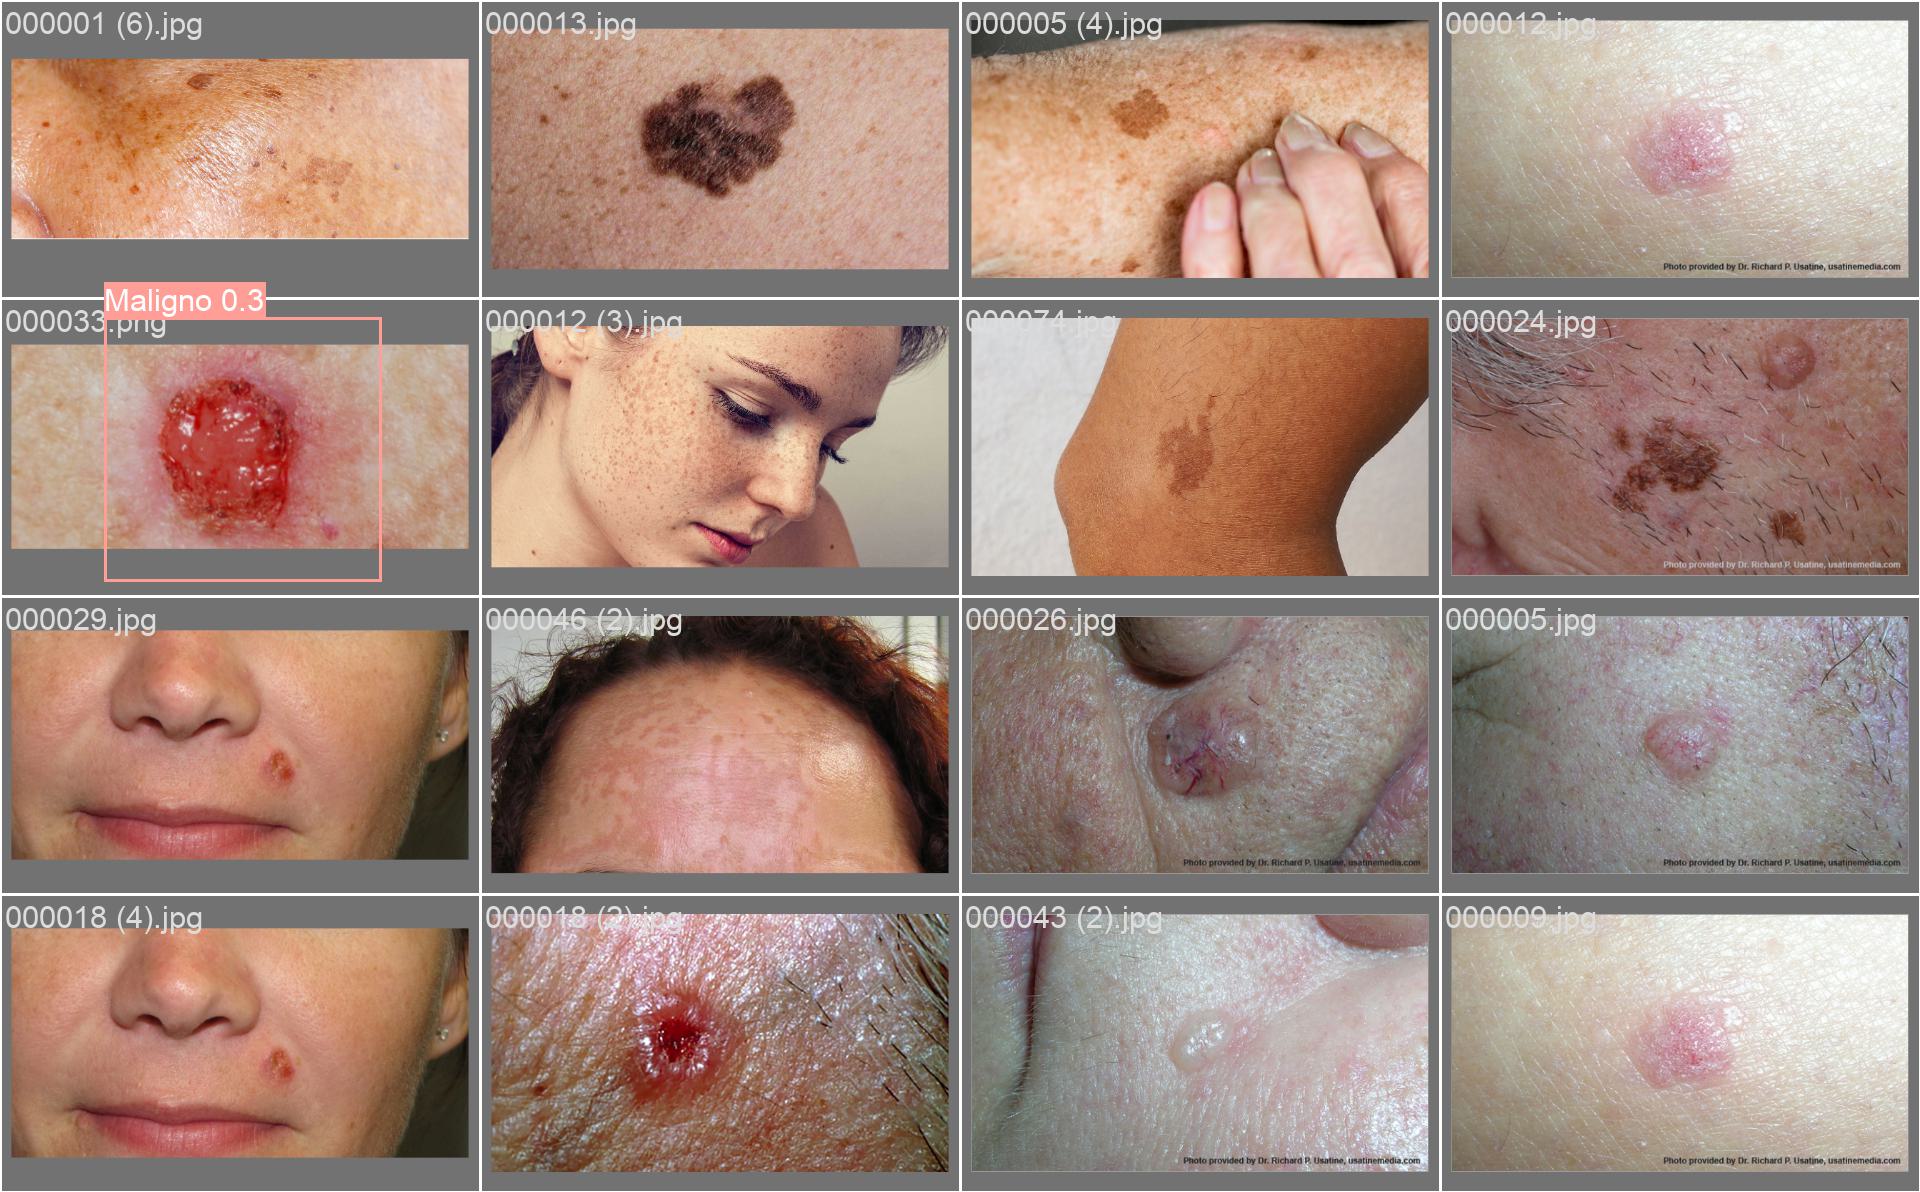 000001 (6).jpg
000013.jpg
000005 (4).jpg
000012.jpg
Photo provided by Dr. Richard P. Usatine, usatinemedia.com
Maligno 0.3
000033.png
000012 (3).jpg
000074.jpg
000024.jpg
Photo provided by Dr. Richard P. Usatine, usatinemedia.com
000029.jpg
000046 (2).jpg
000026.jpg
000005.jpg
Photo provided by Dr. Richard P. Usatine, usatinemedia.com
Photo provided by Dr. Richard P. Usatine, usatinemedia.com
000018 (4).jpg
000018 (2).jpg
000043 (2).jpg
000009.jpg
Photo provided by Dr. Richard P. Usatine, usatinemedia.com
Photo provided by Dr. Richard P. Usatine, usatinemedia.com